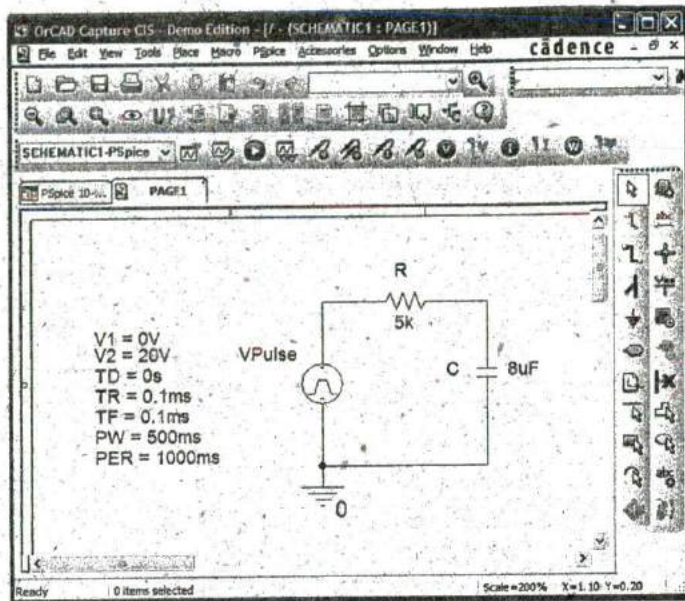 OrCAD Capture CIS - Demo Edition - [/ - (SCHEMATIC1 : PAGE1)]
File Edit View Tools Place Macro PSpice Accessories Options Window Help cādence
SCHEMATIC1-PSpice
PSpice 10-... PAGE1
R
5k
V1 = 0V
V2 = 20V
TD = 0s
TR = 0.1ms
TF = 0.1ms
PW = 500ms
PER = 1000ms
VPulse
C 8uF
0
Ready 0 items selected Scale=200% X=1.10 Y=0.20